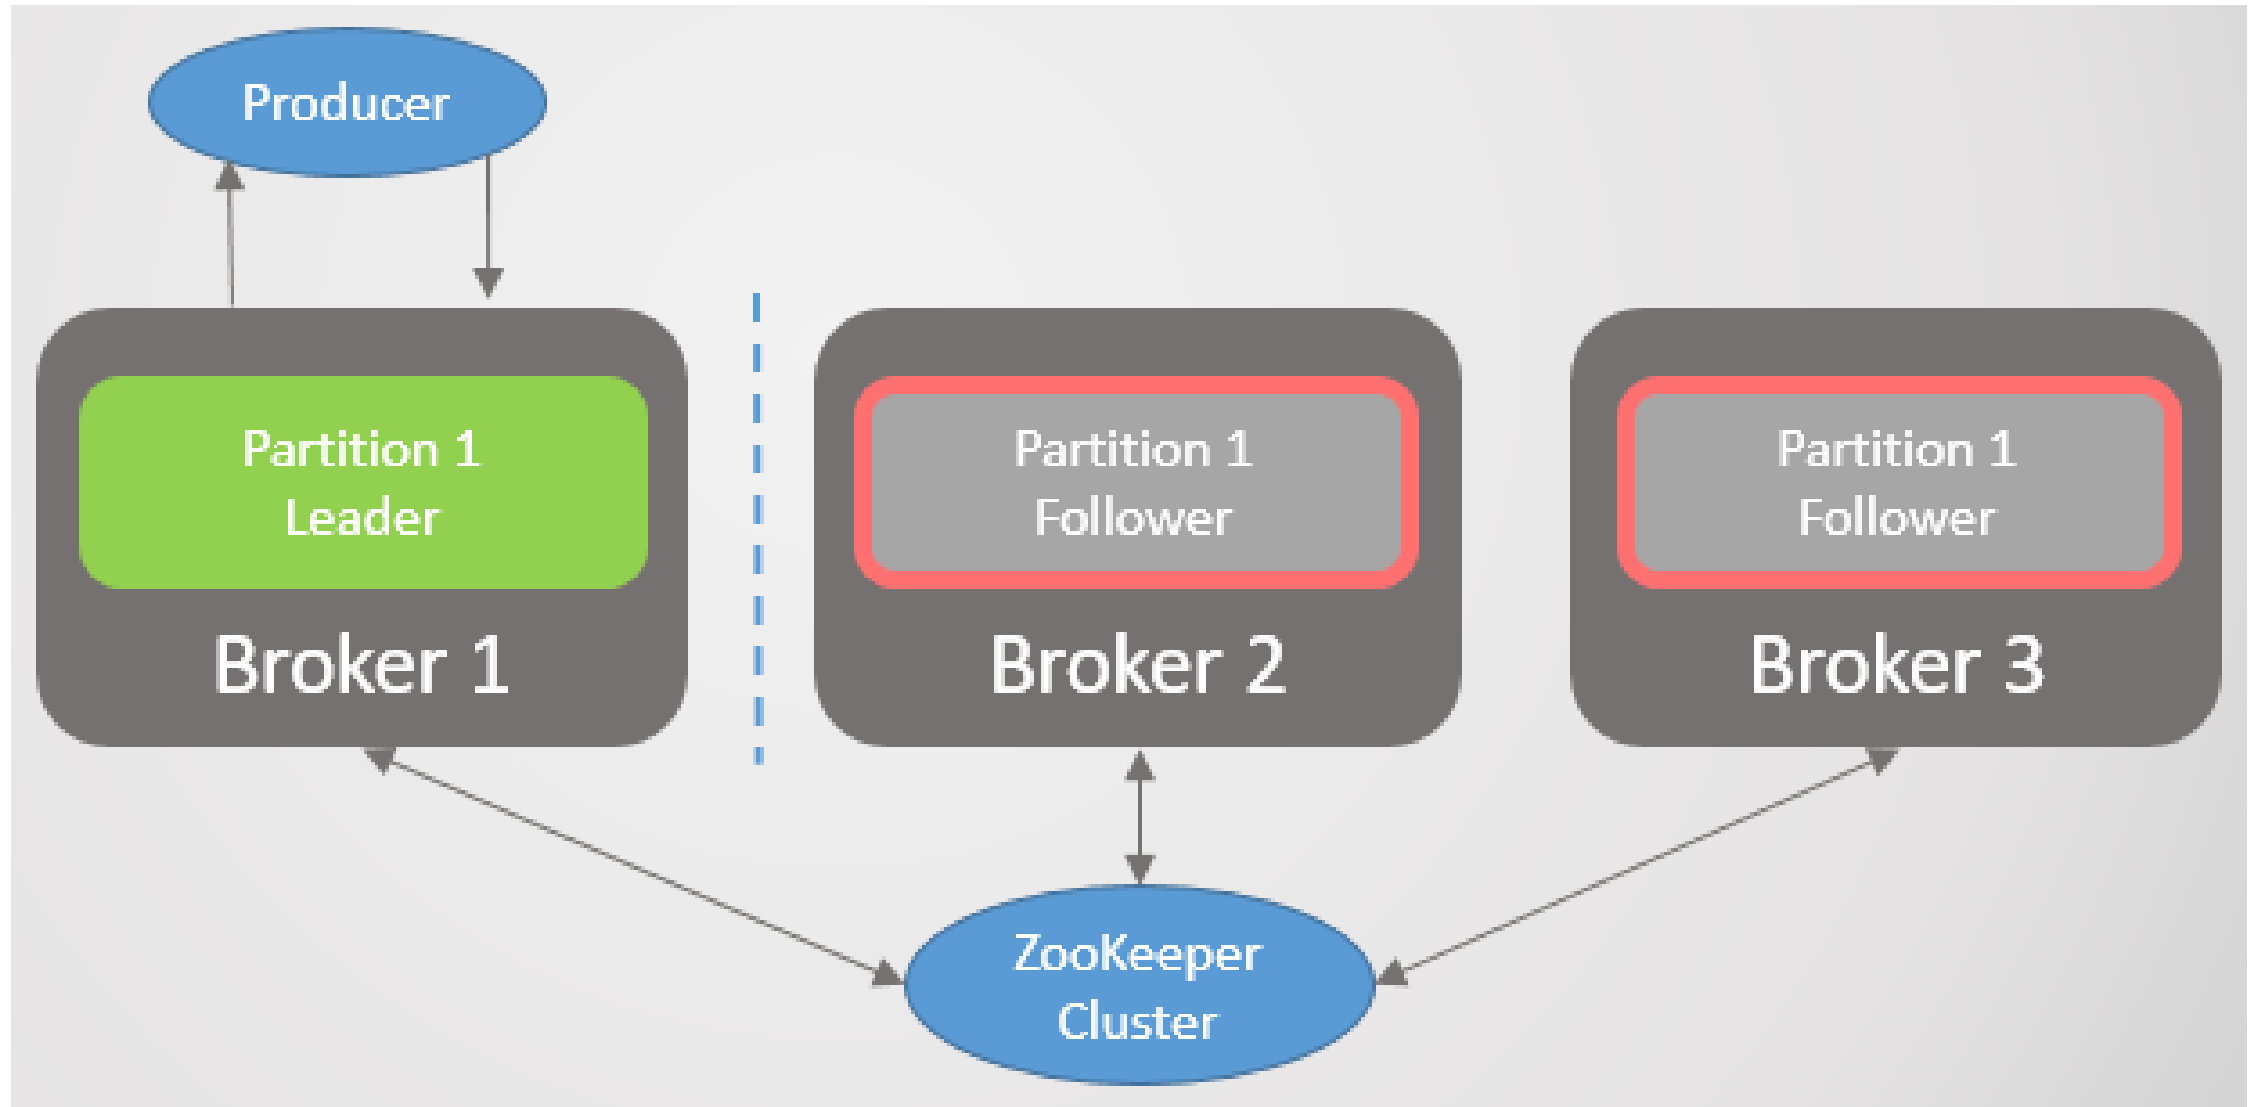 Producer
Partition 1
Leader
Broker 1
Partition 1
Follower
Broker 2
Partition 1
Follower
Broker 3
ZooKeeper
Cluster